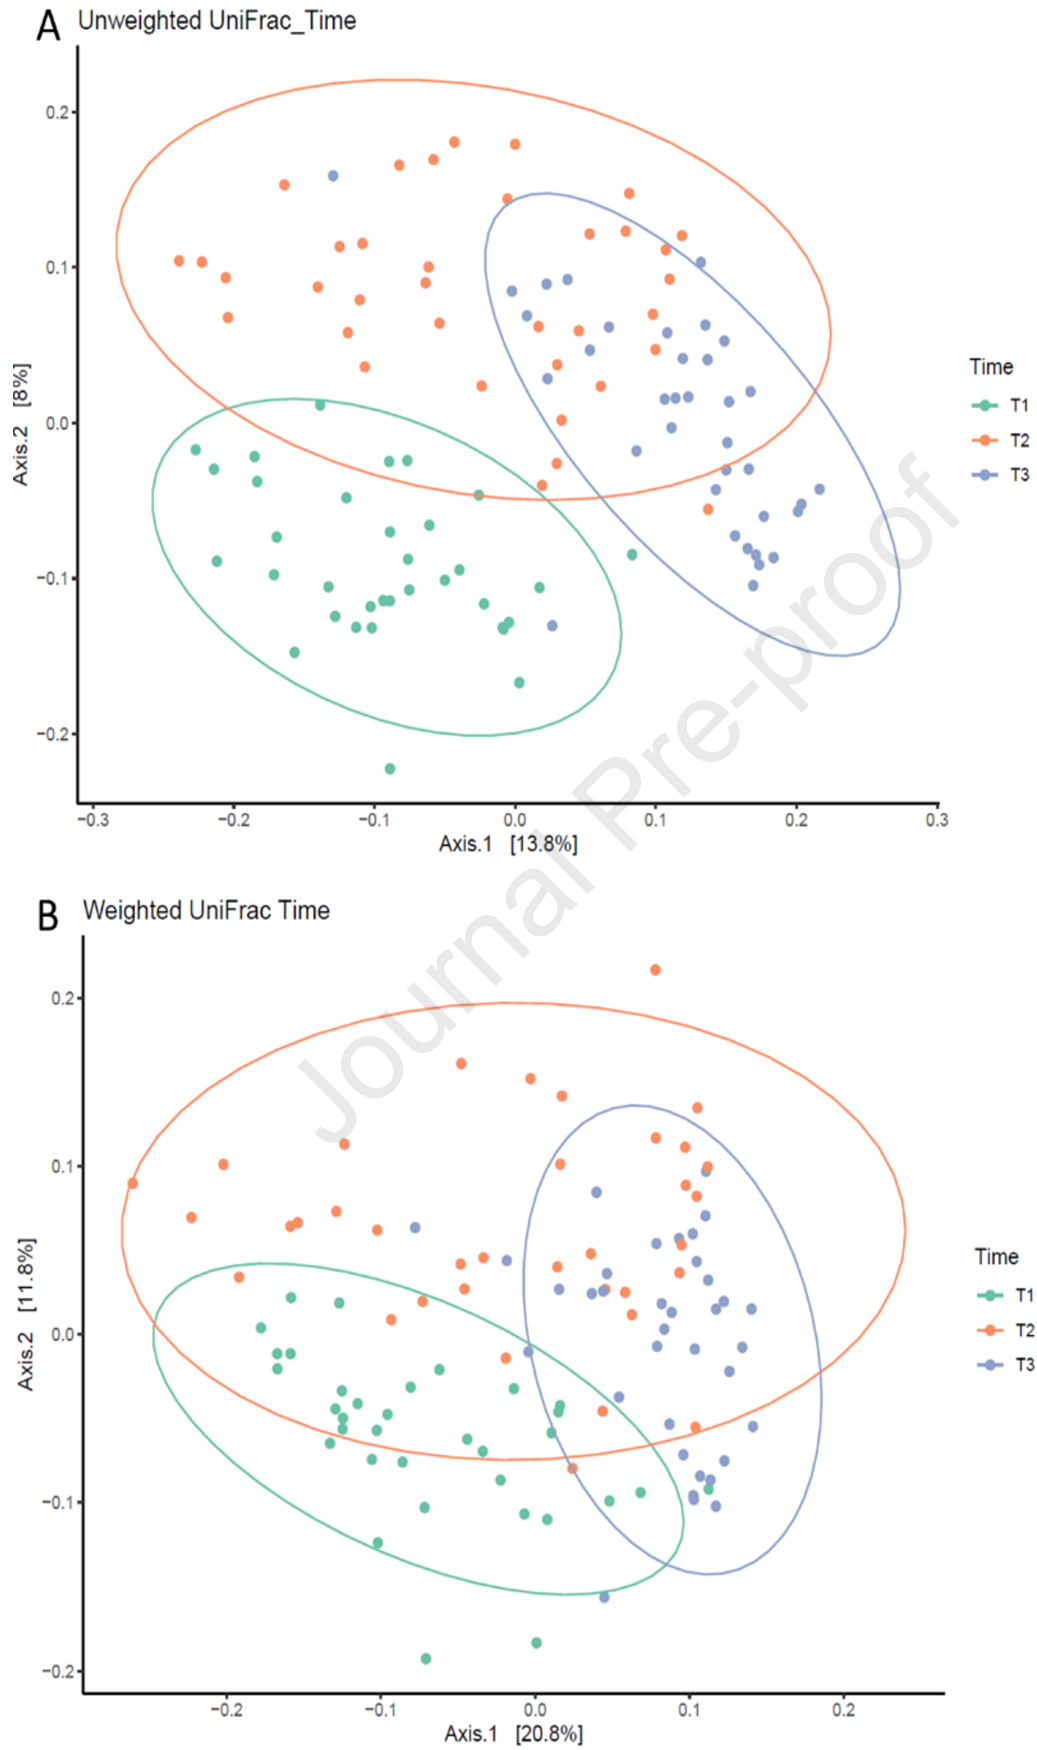 A Unweighted UniFrac_Time
0.2
0.1
0.0
−0.1
−0.2
Axis.2 [8%]
−0.3 −0.2 −0.1 0.0 0.1 0.2 0.3
Axis.1 [13.8%]
Time
T1
T2
T3
Journal Pre-proof
B Weighted UniFrac Time
0.2
0.1
0.0
−0.1
−0.2
Axis.2 [11.8%]
−0.2 −0.1 0.0 0.1 0.2
Axis.1 [20.8%]
Time
T1
T2
T3